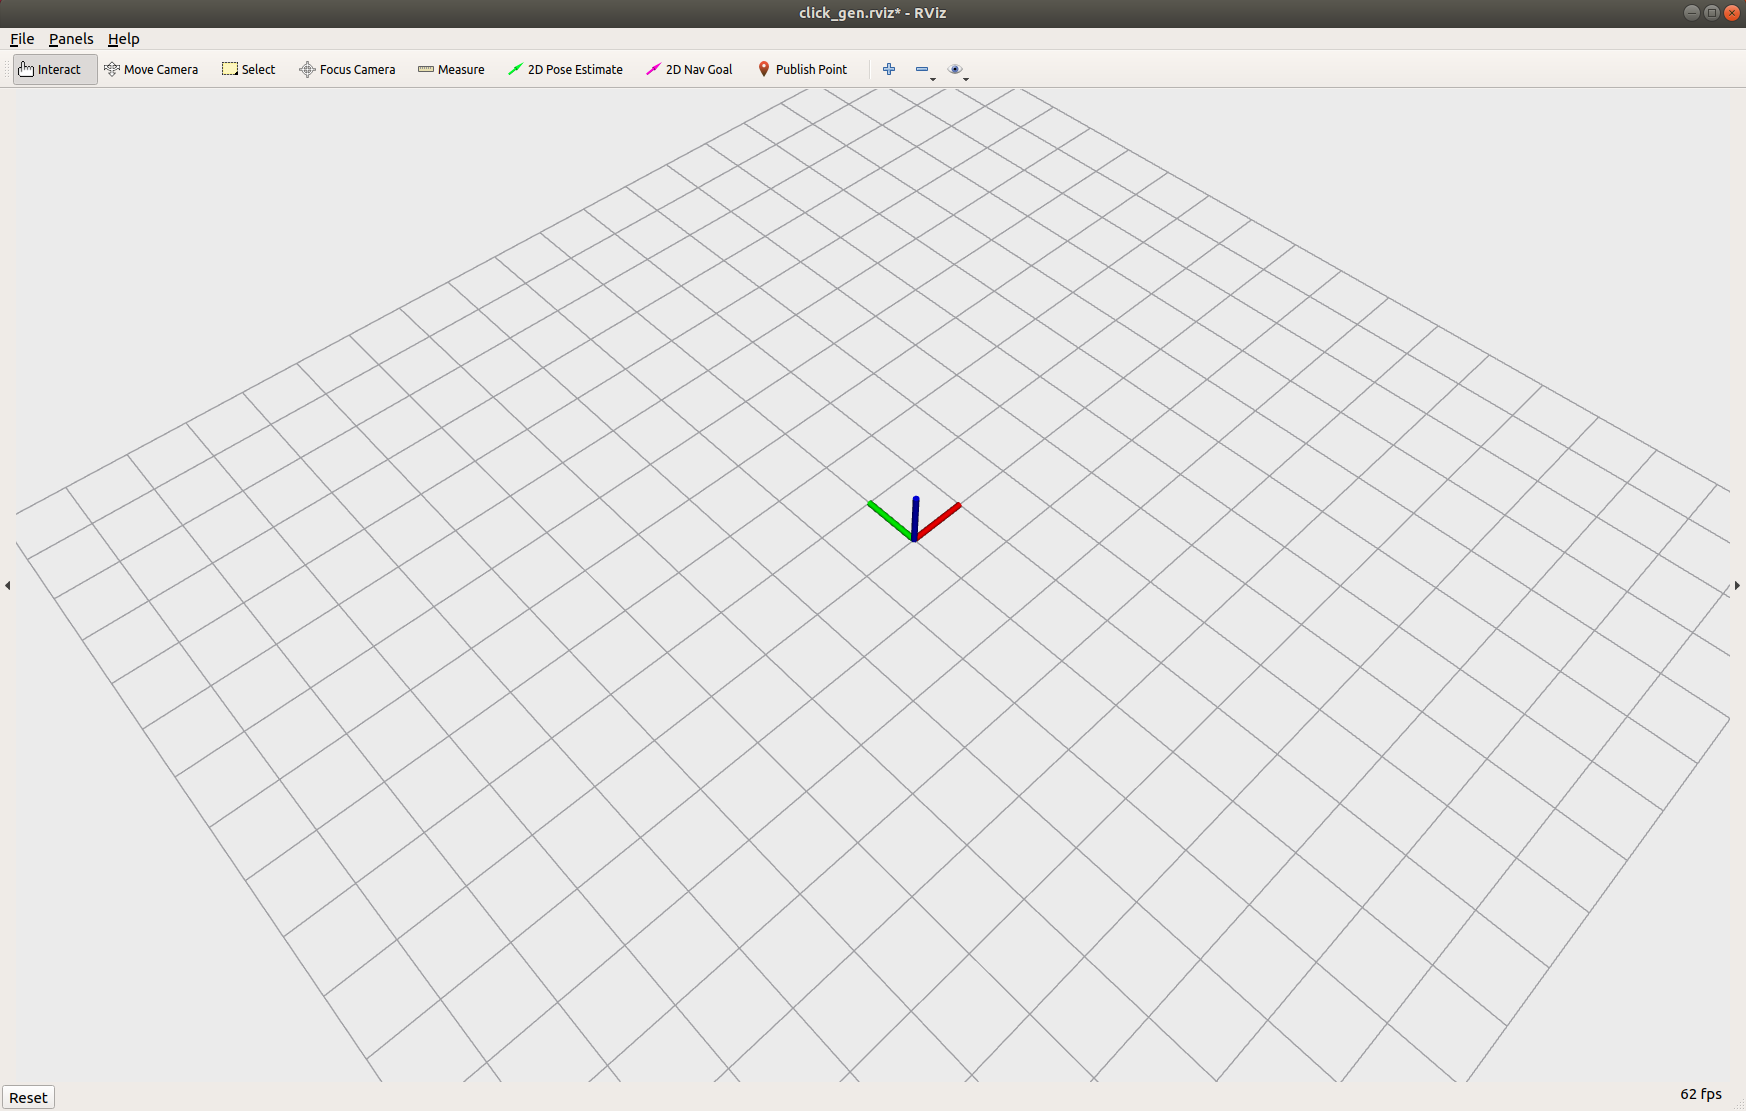 click_gen.rviz* - RViz
File Panels Help
Interact Move Camera Select Focus Camera Measure 2D Pose Estimate 2D Nav Goal Publish Point
Reset
62 fps